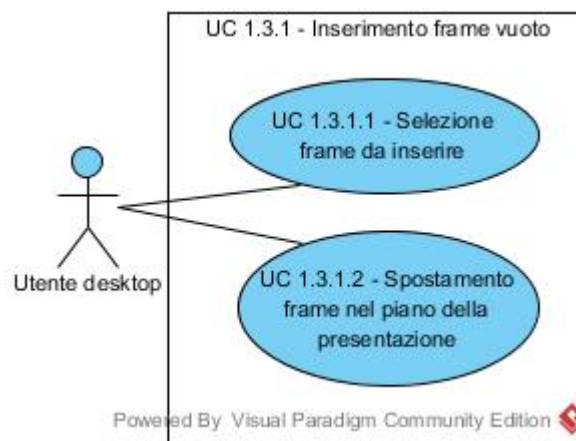 UC 1.3.1 - Inserimento frame vuoto
UC 1.3.1.1 - Selezione
frame da inserire
Utente desktop
UC 1.3.1.2 - Spostamento
frame nel piano della
presentazione
Powered By Visual Paradigm Community Edition